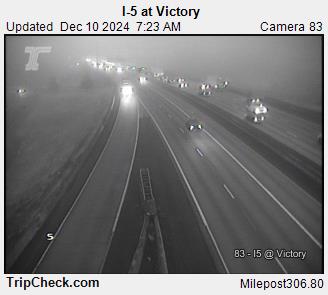 I-5 at Victory
Updated Dec 10 2024 7:23 AM Camera 83
S
83 - I5 @ Victory
TripCheck.com Milepost306.80